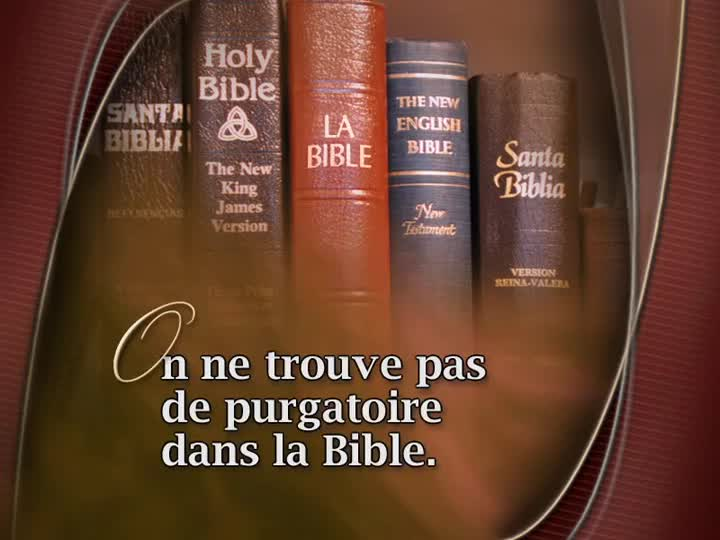 SANTA
BIBLIA
REFERENCIAS
Holy
Bible
The New
King
James
Version
LA
BIBLE
THE NEW
ENGLISH
BIBLE
New
Testament
Santa
Biblia
VERSION
REINA-VALERA
On ne trouve pas
de purgatoire
dans la Bible.